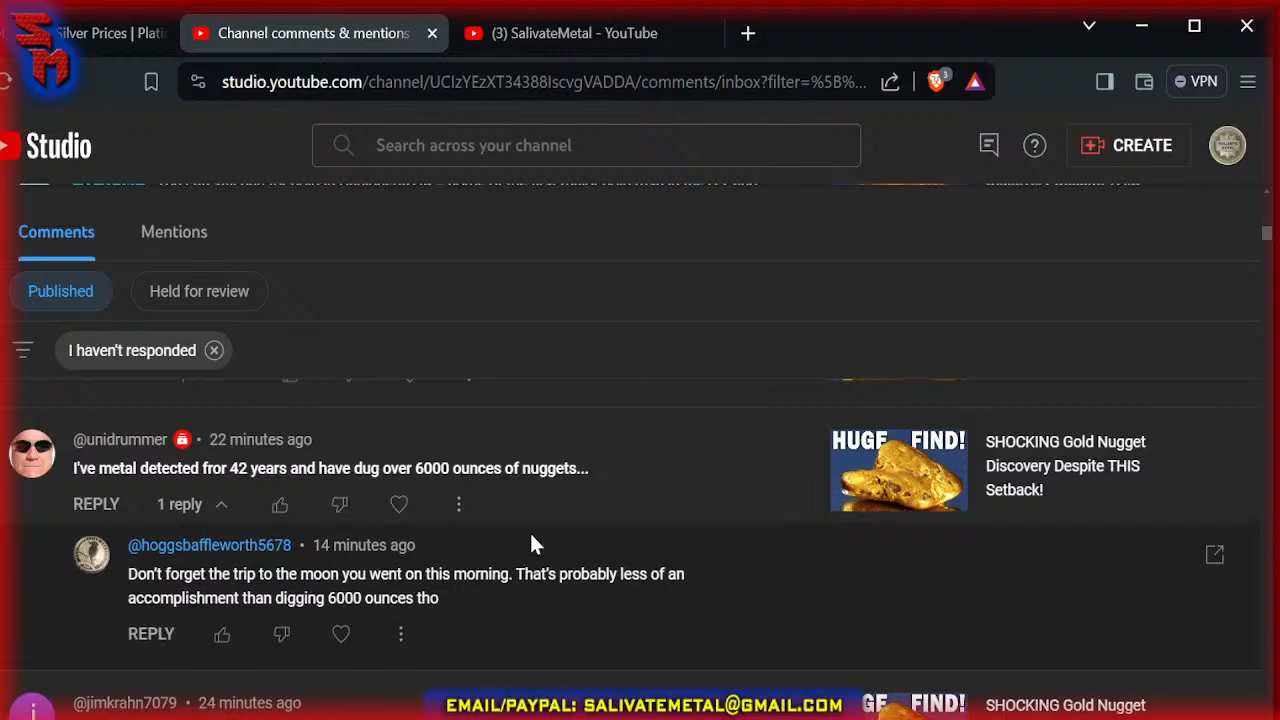 SM
Silver Prices | Plati
Channel comments & mentions
(3) SalivateMetal - YouTube
studio.youtube.com/channel/UCIzYEzXT34388IscvgVADDA/comments/inbox?filter=%5B%...
3
VPN
Studio
Search across your channel
CREATE
Comments
Mentions
Published
Held for review
I haven't responded
@unidrummer • 22 minutes ago
I've metal detected fror 42 years and have dug over 6000 ounces of nuggets...
REPLY
1 reply
HUGE FIND!
SHOCKING Gold Nugget
Discovery Despite THIS
Setback!
@hoggsbaffleworth5678 • 14 minutes ago
Don't forget the trip to the moon you went on this morning. That's probably less of an
accomplishment than digging 6000 ounces tho
REPLY
@jimkrahn7079 • 24 minutes ago
EMAIL/PAYPAL: SALIVATEMETAL@GMAIL.COM
FIND!
SHOCKING Gold Nugget